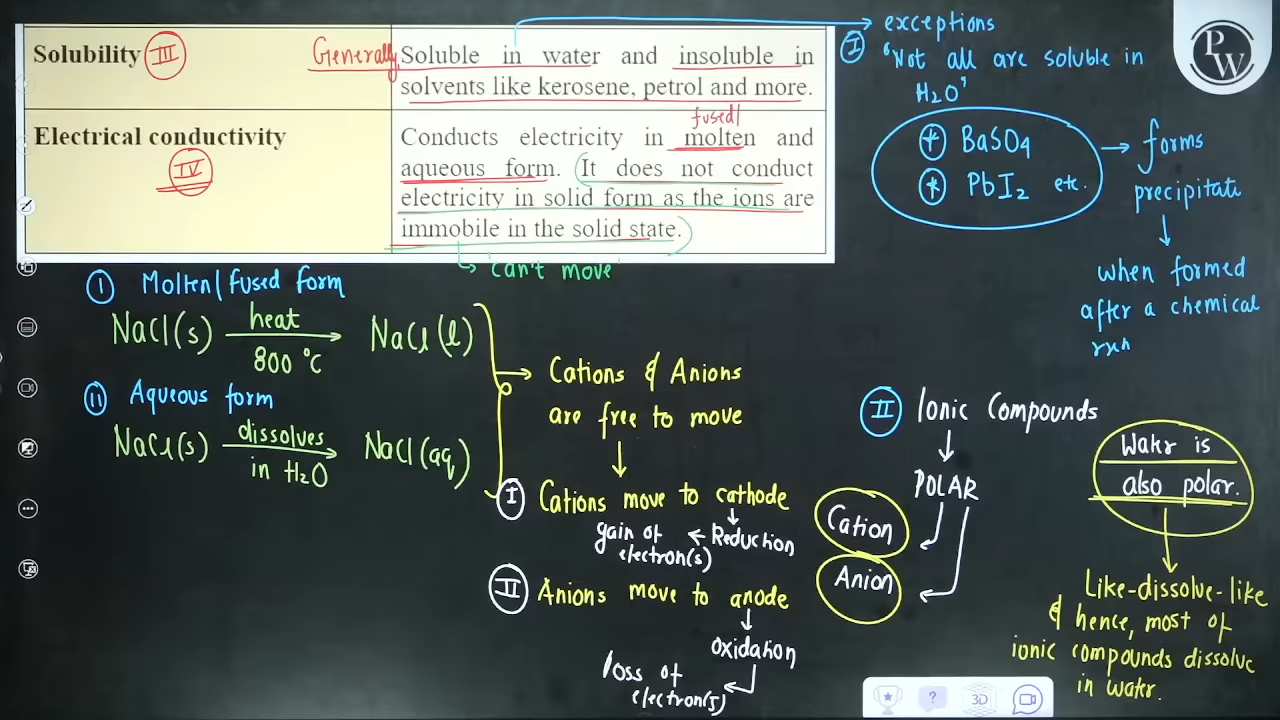 Solubility III
Generally, Soluble in water and insoluble in
solvents like kerosene, petrol and more.
Electrical conductivity
IV
fused/
Conducts electricity in molten and
aqueous form. It does not conduct
electricity in solid form as the ions are
immobile in the solid state.
'can't move'
exceptions
I 'Not all are soluble in
H2O'
* BaSO4
* PbI2 etc.
forms
precipitate
when formed
after a chemical
rxn
PW
I Molten/fused form
NaCl(s) heat NaCl(l)
800 °C
II Aqueous form
NaCl(s) dissolves NaCl(aq)
in H2O
Cations & Anions
are free to move
I Cations move to cathode
gain of ← Reduction
electron(s)
II Anions move to anode
Oxidation
loss of
electron(s)
II Ionic Compounds
POLAR
Cation
Anion
Water is
also polar.
Like-dissolve-like
& hence, most of
ionic compounds dissolve
in water.
? 3D